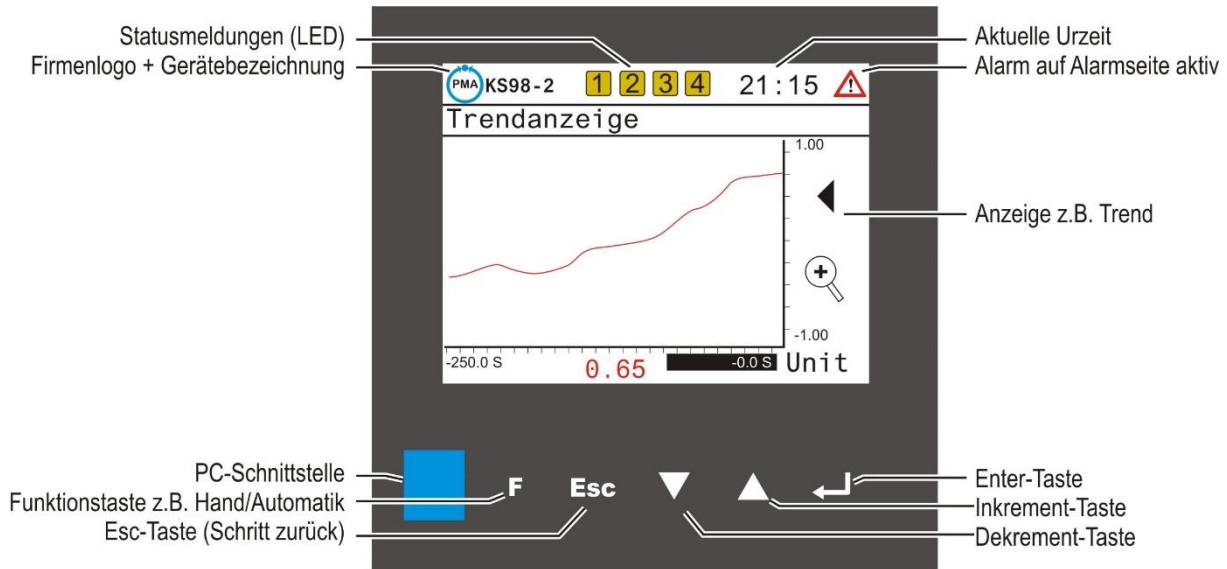 Statusmeldungen (LED)
Firmenlogo + Gerätebezeichnung
Aktuelle Urzeit
Alarm auf Alarmseite aktiv
PMA KS98-2 1 2 3 4 21:15
Trendanzeige
1.00
Anzeige z.B. Trend
-1.00
-250.0 S 0.65 -0.0 S Unit
PC-Schnittstelle
Funktionstaste z.B. Hand/Automatik
Esc-Taste (Schritt zurück)
F Esc
Enter-Taste
Inkrement-Taste
Dekrement-Taste